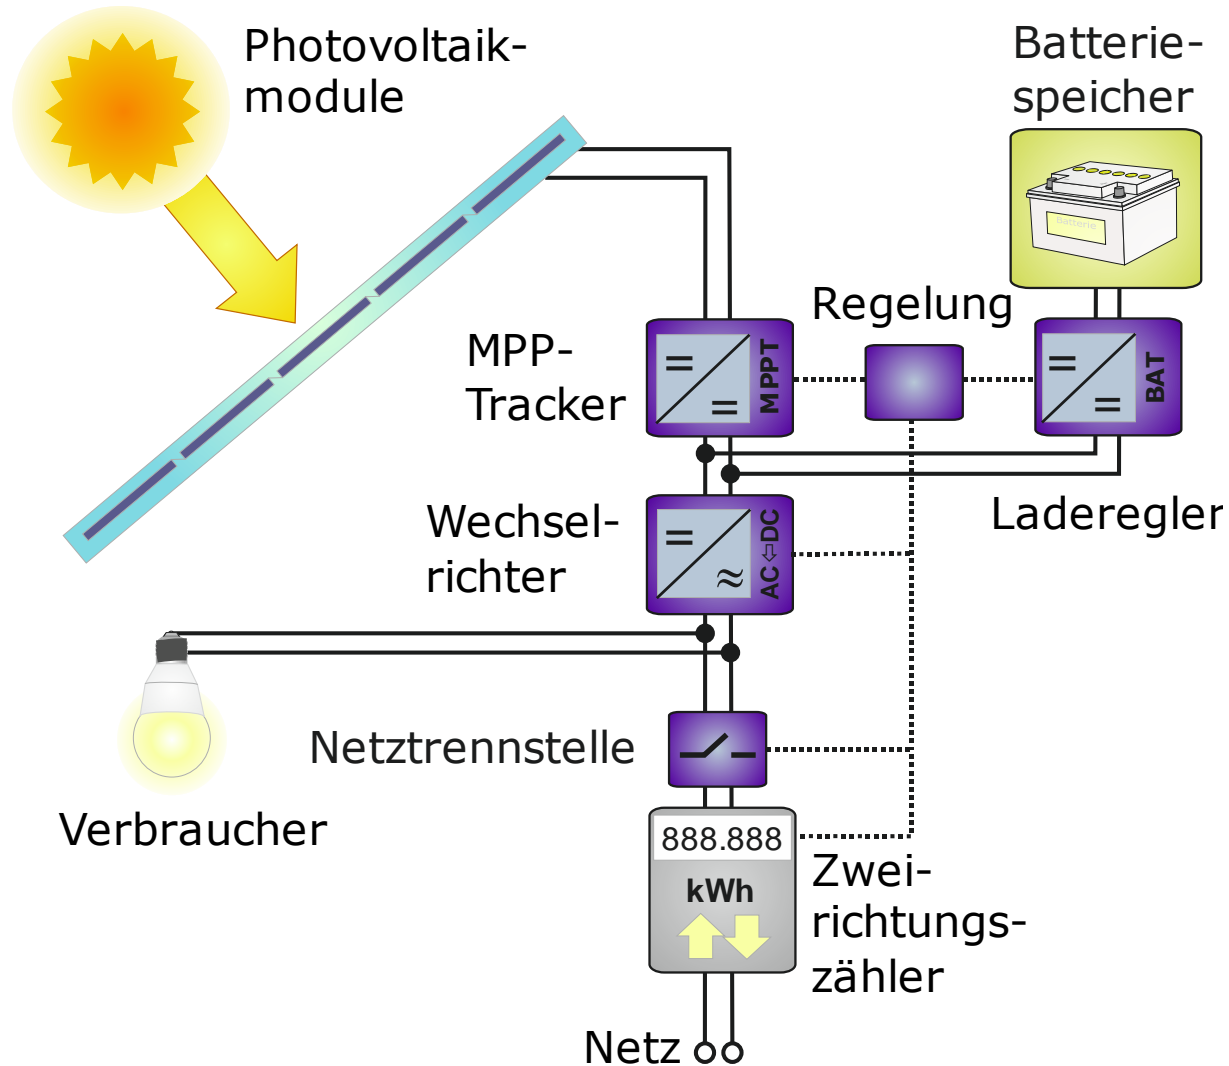 Photovoltaik-
module
Batterie-
speicher
Batterie
Regelung
MPP-
Tracker
=
=
MPPT
=
=
BAT
Laderegler
Wechsel-
richter
=
≈
AC⇦DC
Netztrennstelle
Verbraucher
888.888
kWh
Zwei-
richtungs-
zähler
Netz